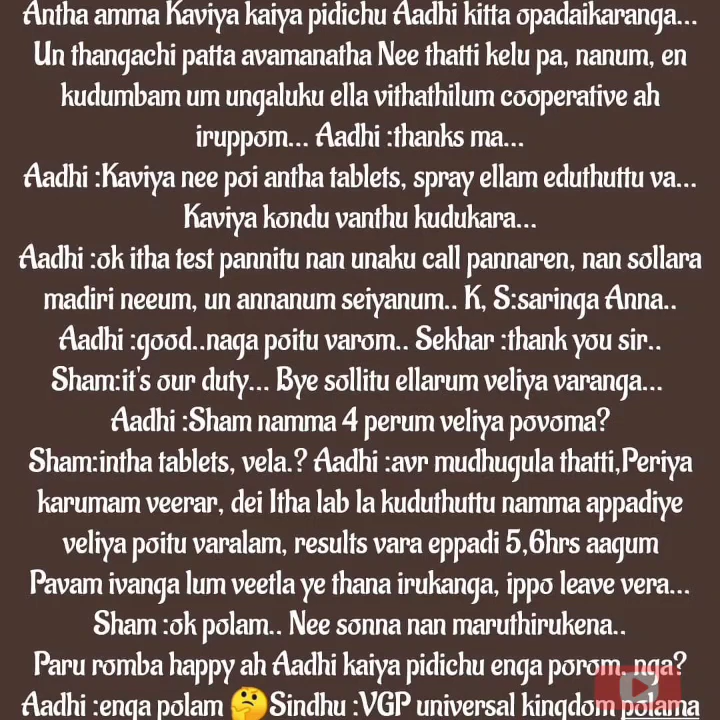 Antha amma Kaviya kaiya pidichu Aadhi kitta opadaikaranga...
Un thangachi patta avamanatha Nee thatti kelu pa, nanum, en
kudumbam um ungaluku ella vithathilum cooperative ah
iruppom... Aadhi :thanks ma...
Aadhi :Kaviya nee poi antha tablets, spray ellam eduthuttu va...
Kaviya kondu vanthu kudukara...
Aadhi :ok itha test pannitu nan unaku call pannaren, nan sollara
madiri neeum, un annanum seiyanum.. K, S:saringa Anna..
Aadhi :good..naga poitu varom.. Sekhar :thank you sir..
Sham:it's our duty... Bye sollitu ellarum veliya varanga...
Aadhi :Sham namma 4 perum veliya povoma?
Sham:intha tablets, vela.? Aadhi :avr mudhugula thatti,Periya
karumam veerar, dei Itha lab la kuduthuttu namma appadiye
veliya poitu varalam, results vara eppadi 5,6hrs aagum
Pavam ivanga lum veetla ye thana irukanga, ippo leave vera...
Sham :ok polam.. Nee sonna nan maruthirukena..
Paru romba happy ah Aadhi kaiya pidichu enga porom..nga?
Aadhi :enga polam 🤔Sindhu :VGP universal kingdom polama